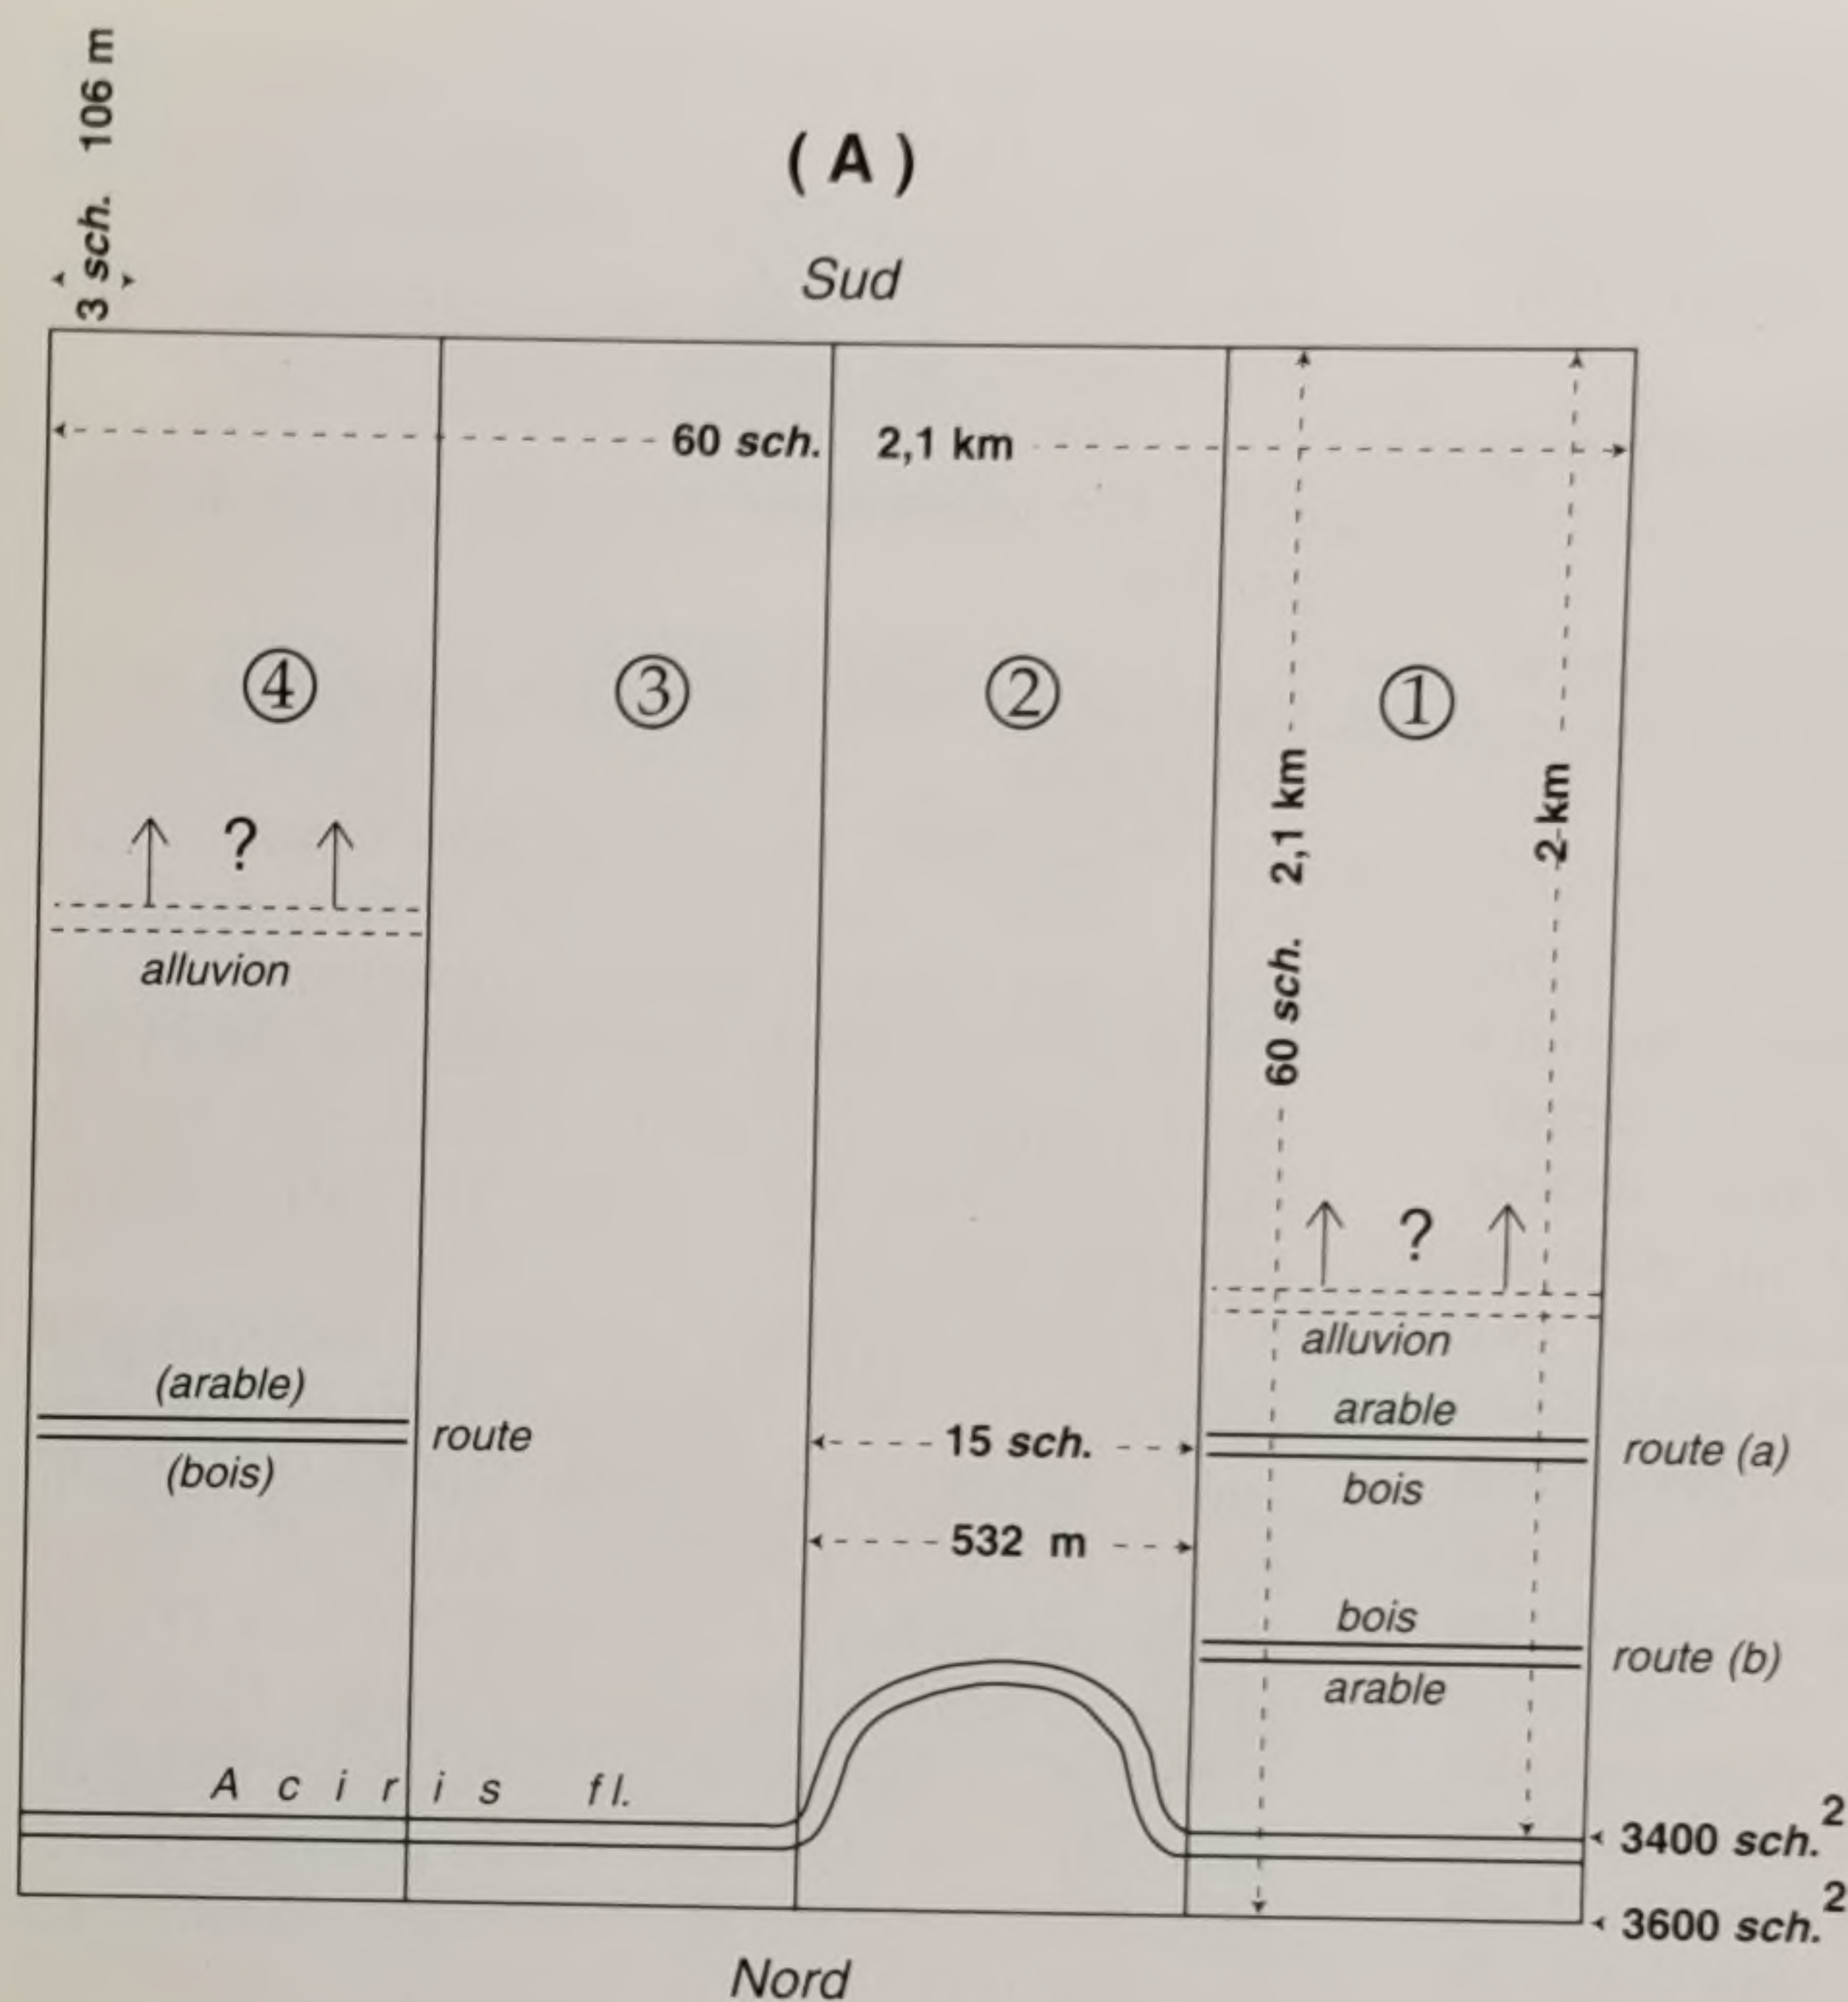 3 sch. 106 m
( A )
Sud
60 sch. 2,1 km
④ ③ ② ①
60 sch. 2,1 km
2 km
?
alluvion
?
alluvion
(arable)
route
(bois)
15 sch.
arable
route (a)
bois
532 m
bois
route (b)
arable
Aciris fl.
3400 sch.²
3600 sch.²
Nord